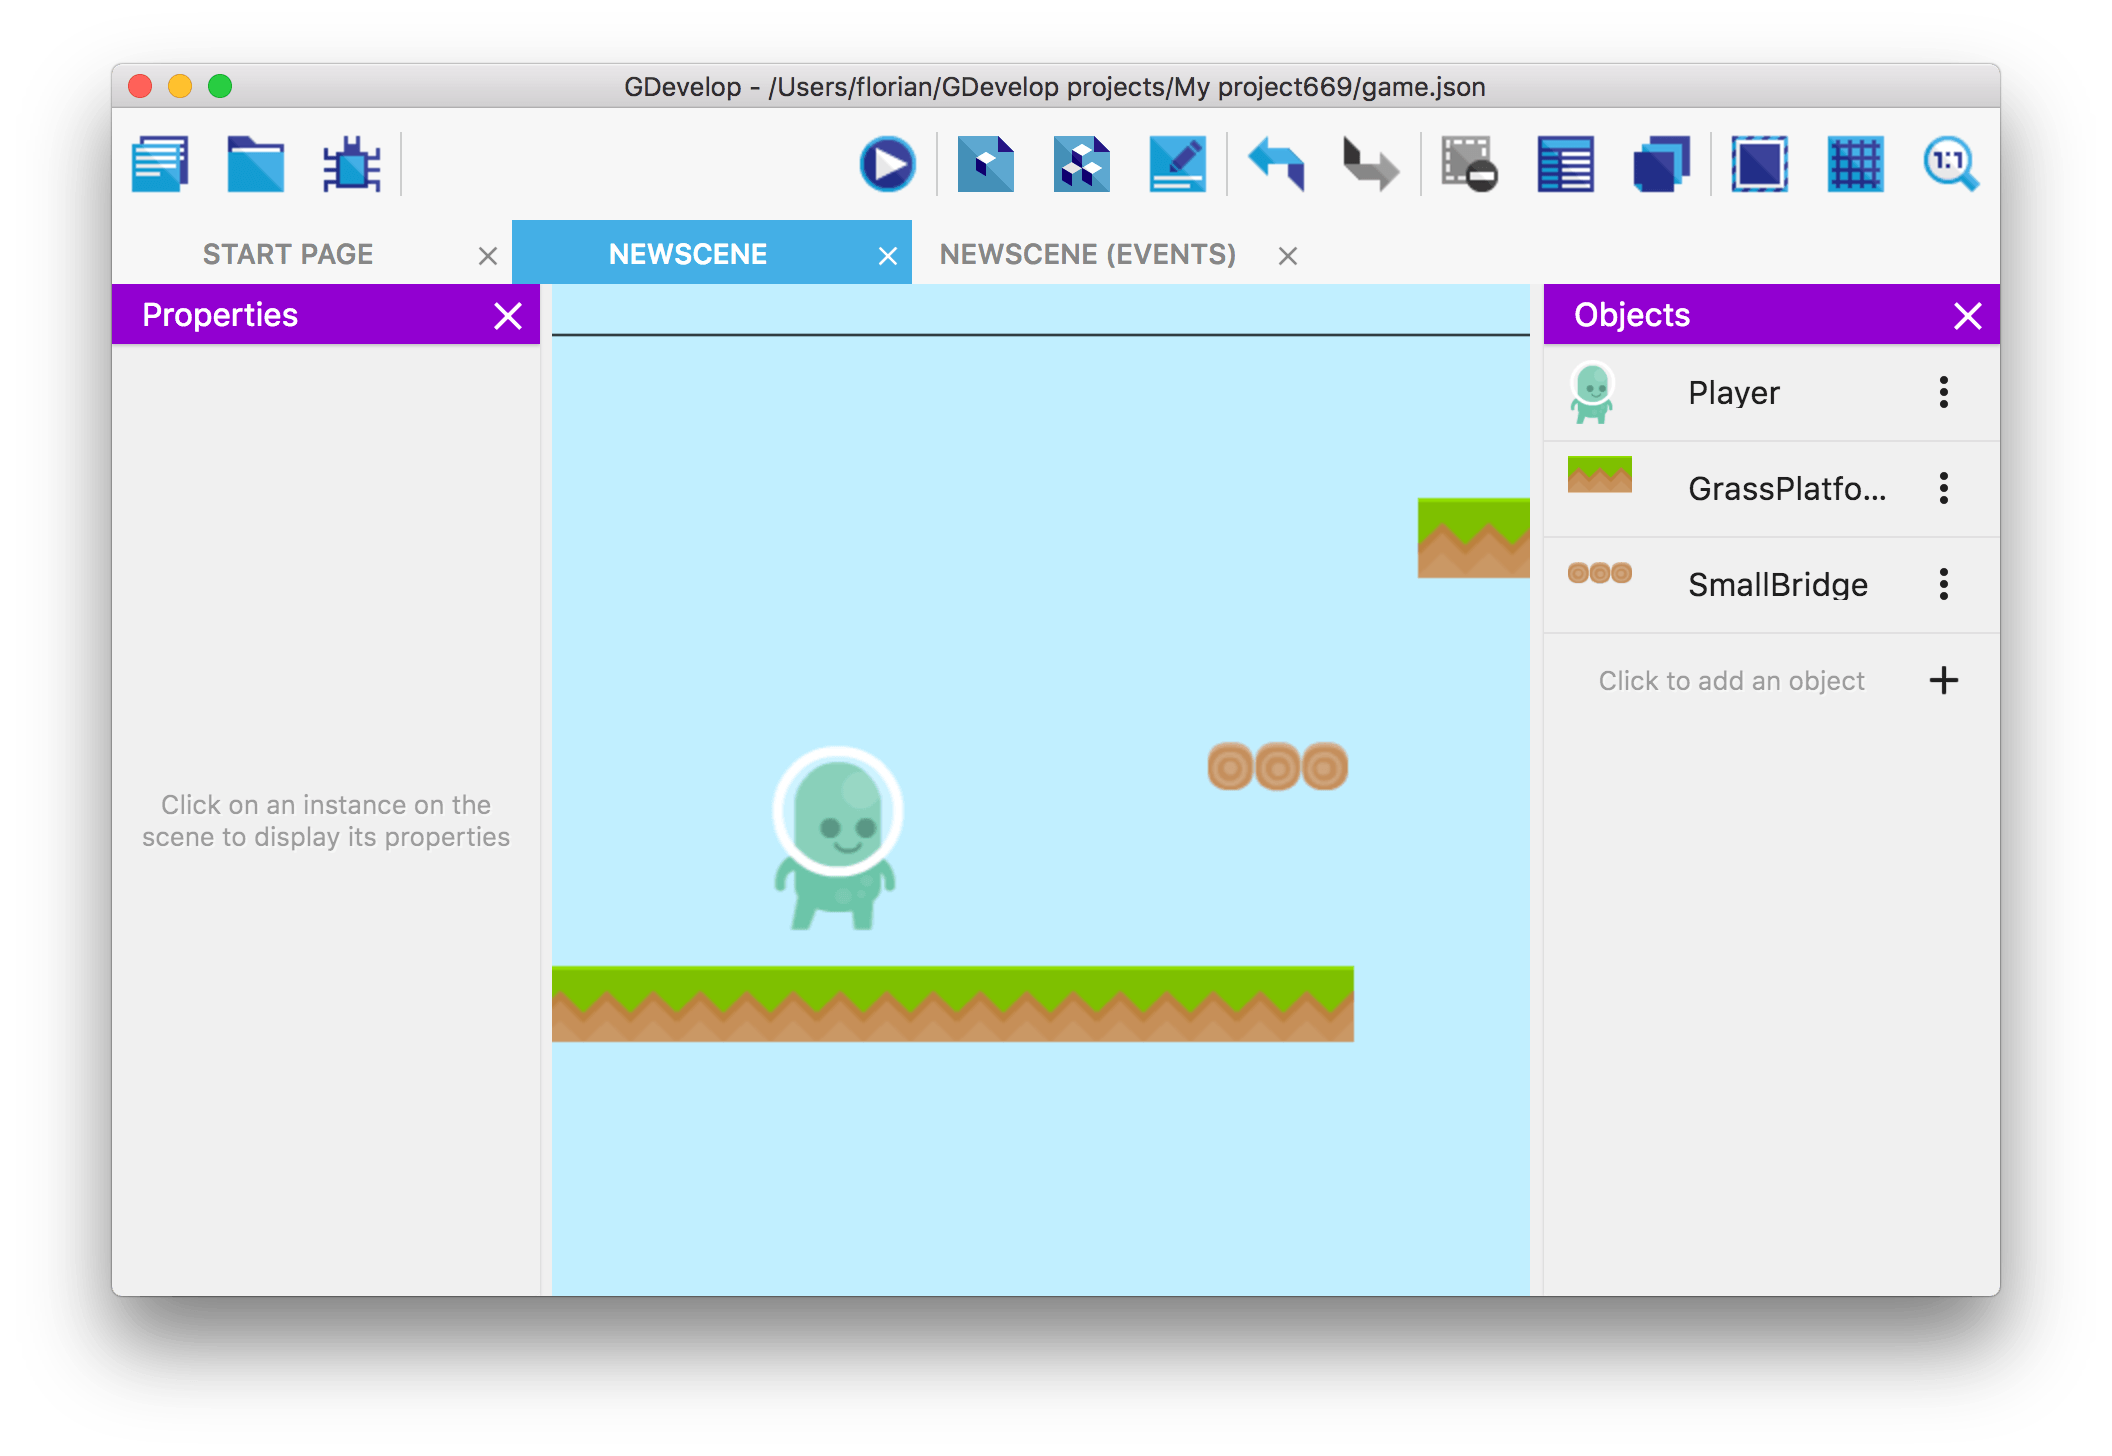 GDevelop - /Users/florian/GDevelop projects/My project669/game.json
1:1
START PAGE
NEWSCENE
NEWSCENE (EVENTS)
Properties
Click on an instance on the
scene to display its properties
Objects
Player
GrassPlatfo...
SmallBridge
Click to add an object